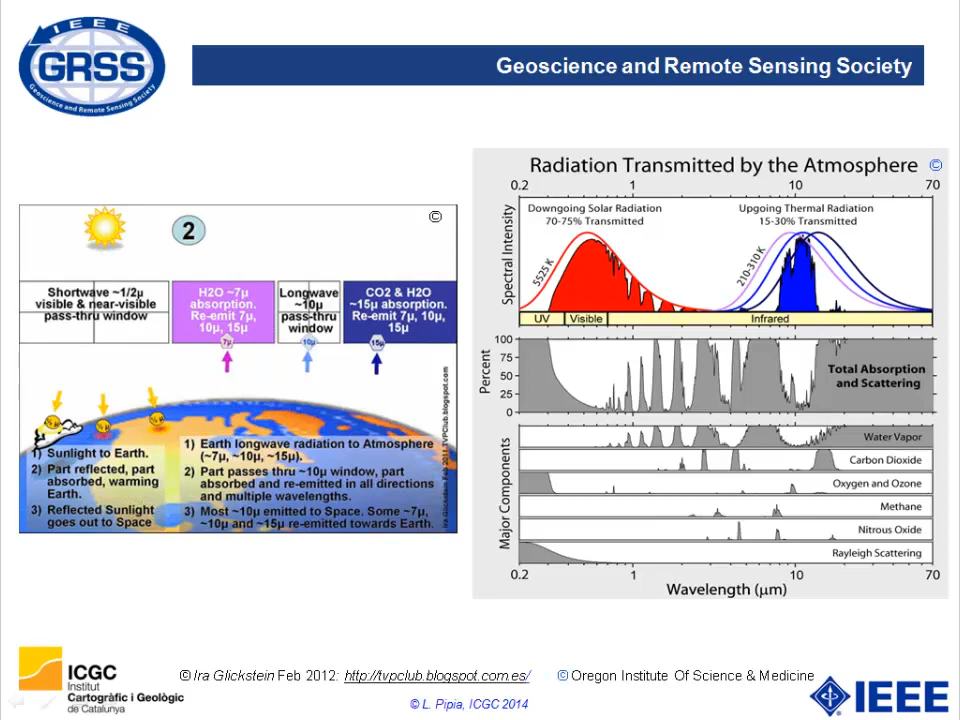 IEEE
GRSS
Geoscience and Remote Sensing Society
Geoscience and Remote Sensing Society
©
2
Shortwave ~1/2µ
visible & near-visible
pass-thru window
H2O ~7µ
absorption.
Re-emit 7µ,
10µ, 15µ
7µ
Longwave
~10µ
pass-thru
window
10µ
CO2 & H2O
~15µ absorption.
Re-emit 7µ, 10µ,
15µ
15µ
½ µ
½ µ
½ µ
1) Sunlight to Earth.
2) Part reflected, part
absorbed, warming
Earth.
3) Reflected Sunlight
goes out to Space
1) Earth longwave radiation to Atmosphere
(~7µ, ~10µ, ~15µ).
2) Part passes thru ~10µ window, part
absorbed and re-emitted in all directions
and multiple wavelengths.
3) Most ~10µ emitted to Space. Some ~7µ,
~10µ and ~15µ re-emitted towards Earth.
Ira Glickstein Feb 2011 TVPClub.blogspot.com
Radiation Transmitted by the Atmosphere ©
0.2 1 10 70
Spectral Intensity
Downgoing Solar Radiation
70-75% Transmitted
Upgoing Thermal Radiation
15-30% Transmitted
5525 K
210-310 K
UV Visible Infrared
Percent
100
75
50
25
0
Total Absorption
and Scattering
Major Components
Water Vapor
Carbon Dioxide
Oxygen and Ozone
Methane
Nitrous Oxide
Rayleigh Scattering
0.2 1 10 70
Wavelength (µm)
ICGC
Institut
Cartogràfic i Geològic
de Catalunya
© Ira Glickstein Feb 2012: http://tvpclub.blogspot.com.es/
© Oregon Institute Of Science & Medicine
© L. Pipia, ICGC 2014
IEEE